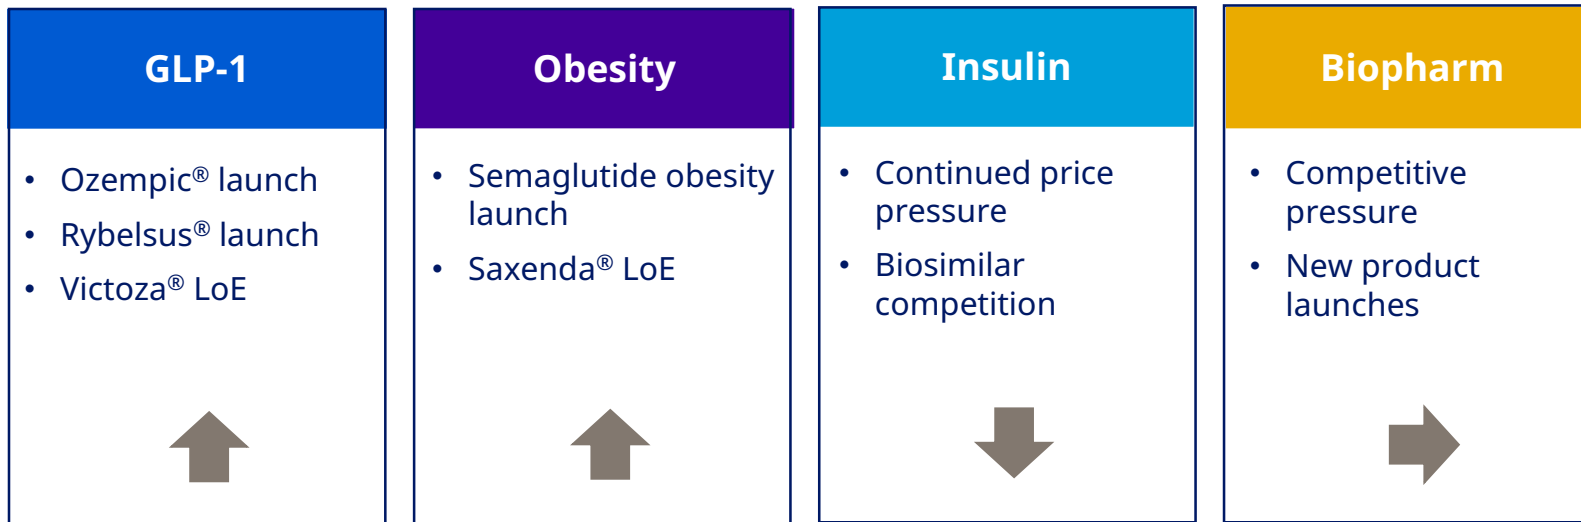 GLP-1
• Ozempic® launch
• Rybelsus® launch
• Victoza® LoE
Obesity
• Semaglutide obesity
launch
• Saxenda® LoE
Insulin
• Continued price
pressure
• Biosimilar
competition
Biopharm
• Competitive
pressure
• New product
launches